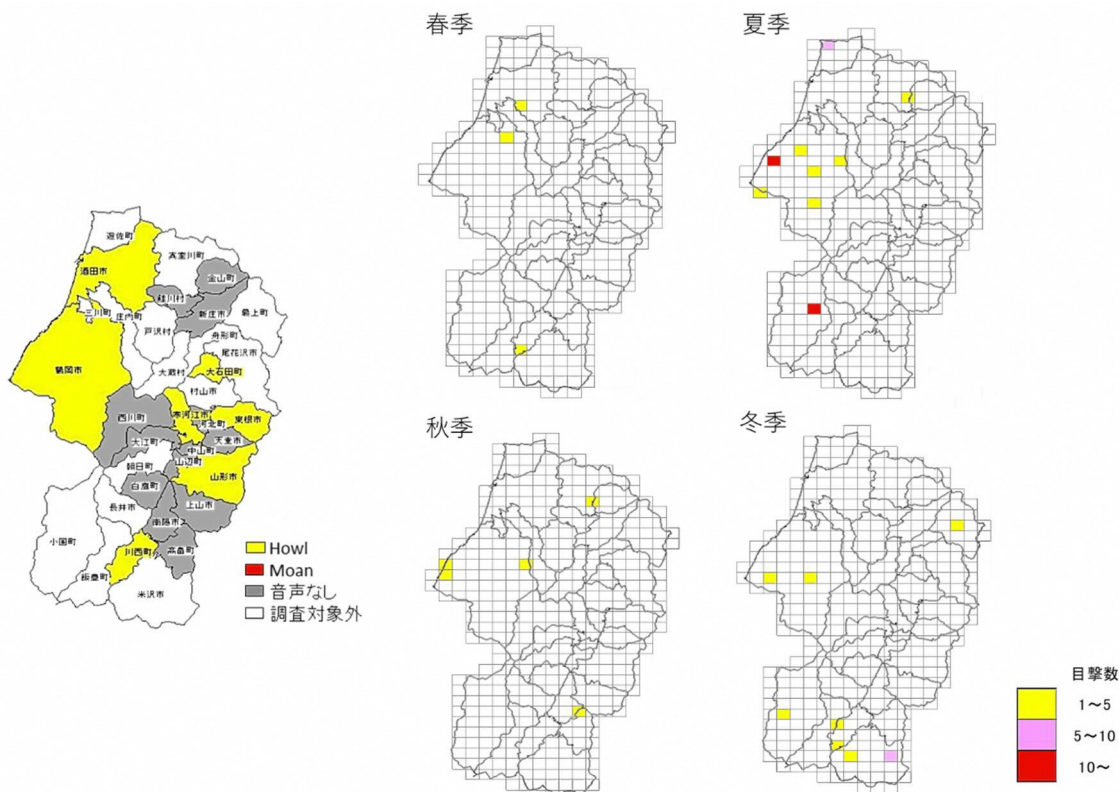 春季
夏季
遊佐町
真室川町
酒田市
金山町
鮭川村
新庄市
最上町
三川町
庄内町
戸沢村
舟形町
尾花沢市
鶴岡市
大蔵村
大石田町
村山市
西川町
寒河江市
東根市
河北町
大江町
天童市
中山町
朝日町
山辺町
山形市
白鷹町
上山市
長井市
南陽市
小国町
川西町
高畠町
飯豊町
米沢市
Howl
Moan
音声なし
調査対象外
秋季
冬季
目撃数
1～5
5～10
10～